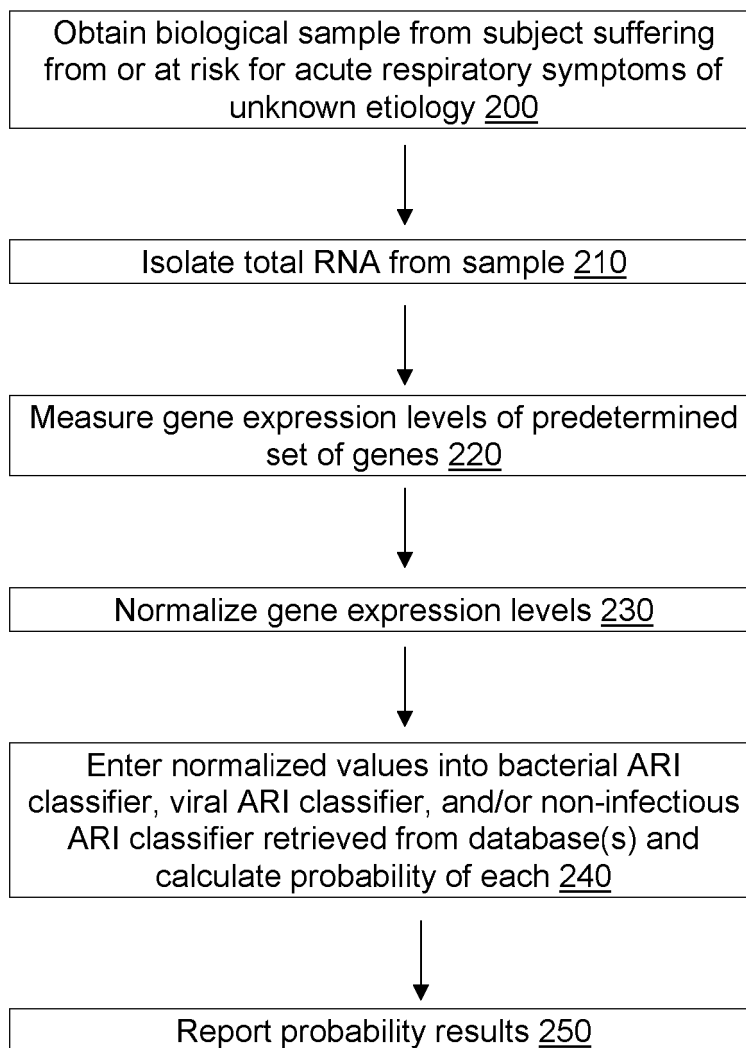 Obtain biological sample from subject suffering
from or at risk for acute respiratory symptoms of
unknown etiology 200
Isolate total RNA from sample 210
Measure gene expression levels of predetermined
set of genes 220
Normalize gene expression levels 230
Enter normalized values into bacterial ARI
classifier, viral ARI classifier, and/or non-infectious
ARI classifier retrieved from database(s) and
calculate probability of each 240
Report probability results 250